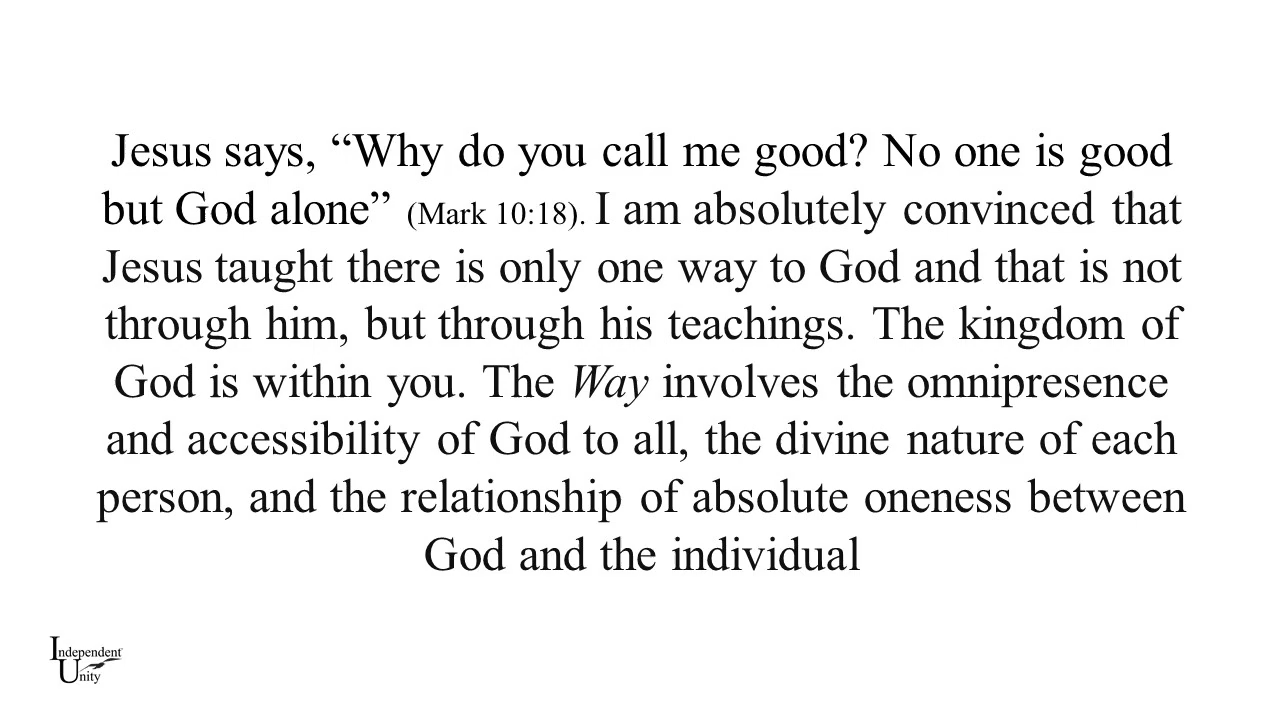 Jesus says, “Why do you call me good? No one is good
but God alone” (Mark 10:18). I am absolutely convinced that
Jesus taught there is only one way to God and that is not
through him, but through his teachings. The kingdom of
God is within you. The Way involves the omnipresence
and accessibility of God to all, the divine nature of each
person, and the relationship of absolute oneness between
God and the individual
Independent
Unity